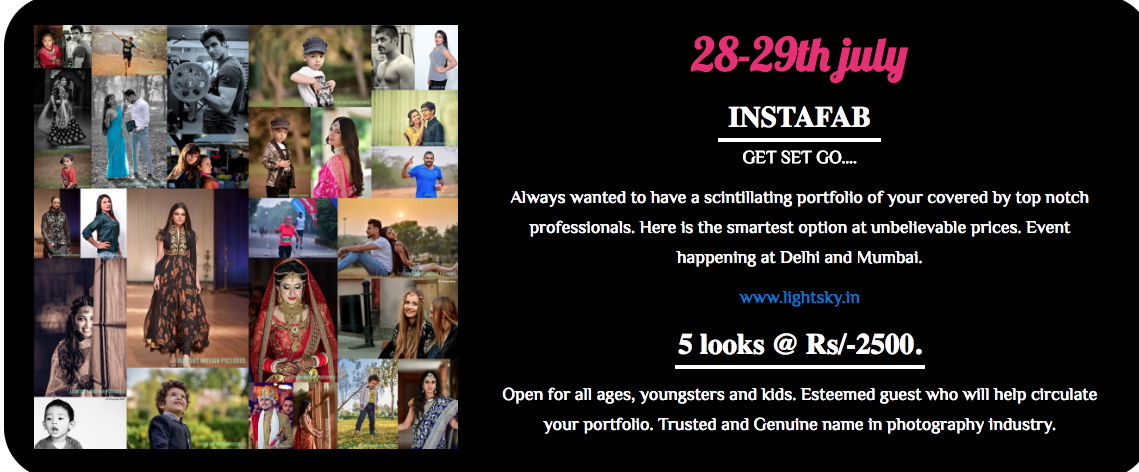 28-29th july
INSTAFAB
GET SET GO....
Always wanted to have a scintillating portfolio of your covered by top notch
professionals. Here is the smartest option at unbelievable prices. Event
happening at Delhi and Mumbai.
www.lightsky.in
5 looks @ Rs/-2500.
Open for all ages, youngsters and kids. Esteemed guest who will help circulate
your portfolio. Trusted and Genuine name in photography industry.